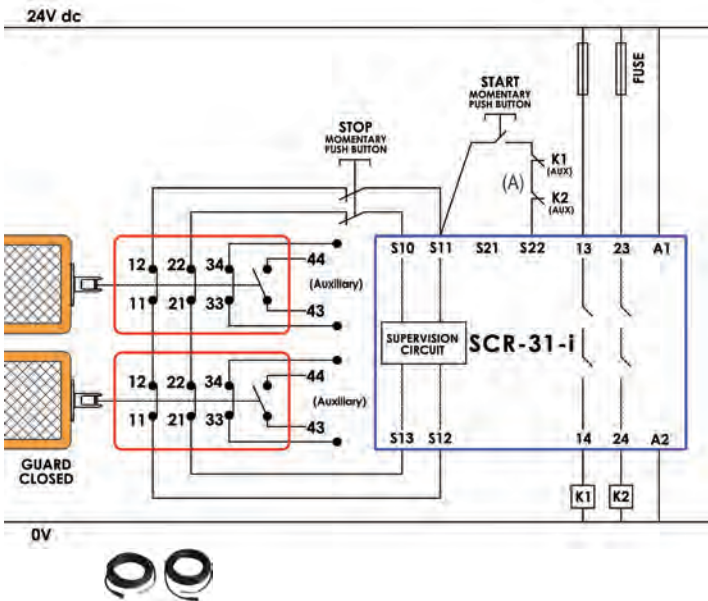 24V dc
FUSE
START
MOMENTARY
PUSH BUTTON
STOP
MOMENTARY
PUSH BUTTON
K1
(AUX)
(A)
K2
(AUX)
12 22 34 44
(Auxiliary)
11 21 33 43
12 22 34 44
(Auxiliary)
11 21 33 43
S10 S11 S21 S22 13 23 A1
SUPERVISION
CIRCUIT
SCR-31-i
S13 S12 14 24 A2
GUARD
CLOSED
K1 K2
0V